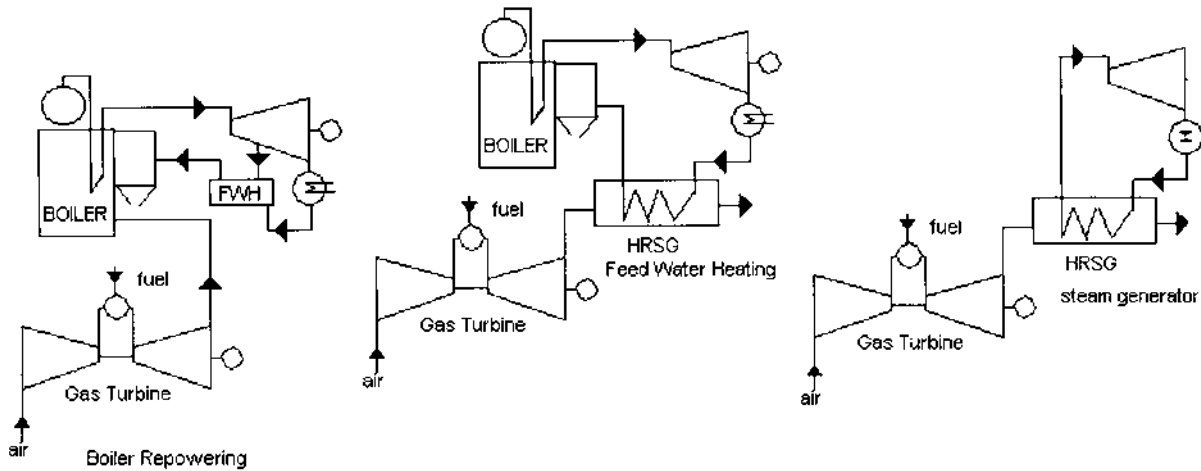 BOILER
FWH
fuel
Gas Turbine
air
Boiler Repowering
BOILER
fuel
HRSG
Feed Water Heating
Gas Turbine
air
fuel
HRSG
steam generator
Gas Turbine
air